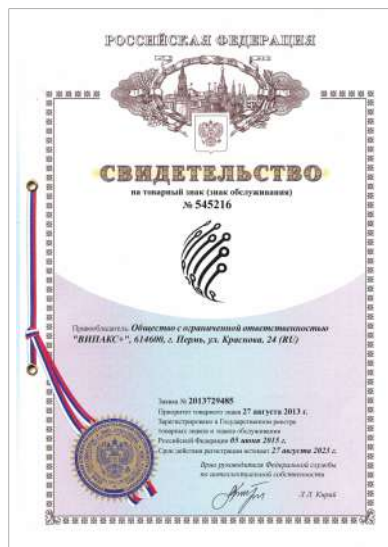 РОССИЙСКАЯ ФЕДЕРАЦИЯ
СВИДЕТЕЛЬСТВО
на товарный знак (знак обслуживания)
№ 545216
Правообладатель: Общество с ограниченной ответственностью
"ВИПАКС+", 614600, г. Пермь, ул. Краснова, 24 (RU)
Заявка № 2013729485
Приоритет товарного знака 27 августа 2013 г.
Зарегистрировано в Государственном реестре
товарных знаков и знаков обслуживания
Российской Федерации 05 июня 2015 г.
Срок действия регистрации истекает 27 августа 2023 г.
Врио руководителя Федеральной службы
по интеллектуальной собственности
Л.Л. Кирий